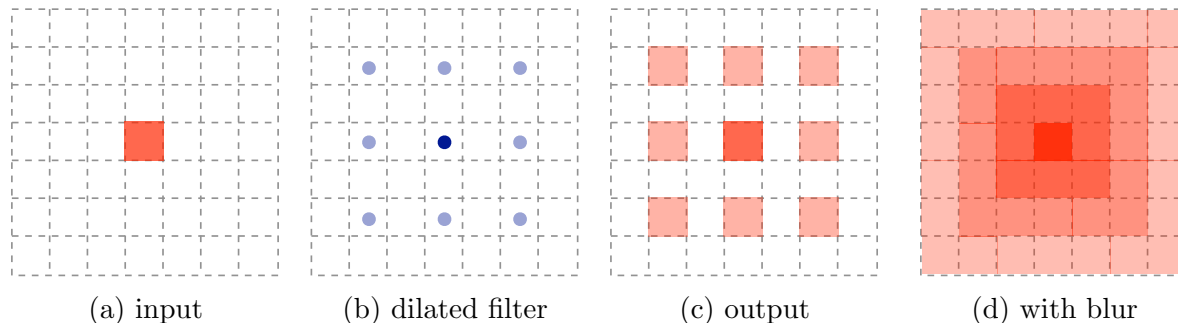 (a) input
(b) dilated filter
(c) output
(d) with blur